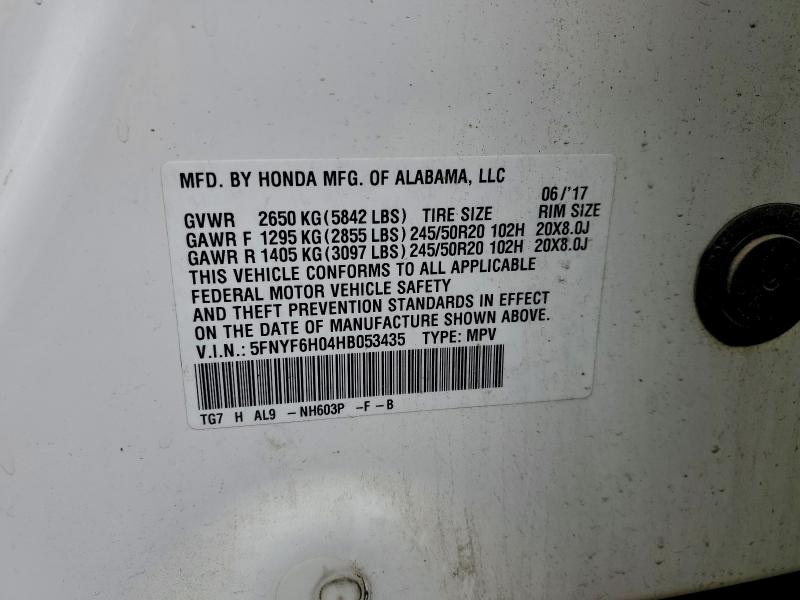 MFD. BY HONDA MFG. OF ALABAMA, LLC
06/'17
GVWR 2650 KG(5842 LBS) TIRE SIZE RIM SIZE
GAWR F 1295 KG(2855 LBS) 245/50R20 102H 20X8.0J
GAWR R 1405 KG(3097 LBS) 245/50R20 102H 20X8.0J
THIS VEHICLE CONFORMS TO ALL APPLICABLE
FEDERAL MOTOR VEHICLE SAFETY
AND THEFT PREVENTION STANDARDS IN EFFECT
ON THE DATE OF MANUFACTURE SHOWN ABOVE.
V.I.N.: 5FNYF6H04HB053435 TYPE: MPV
TG7 H AL9 -NH603P -F-B